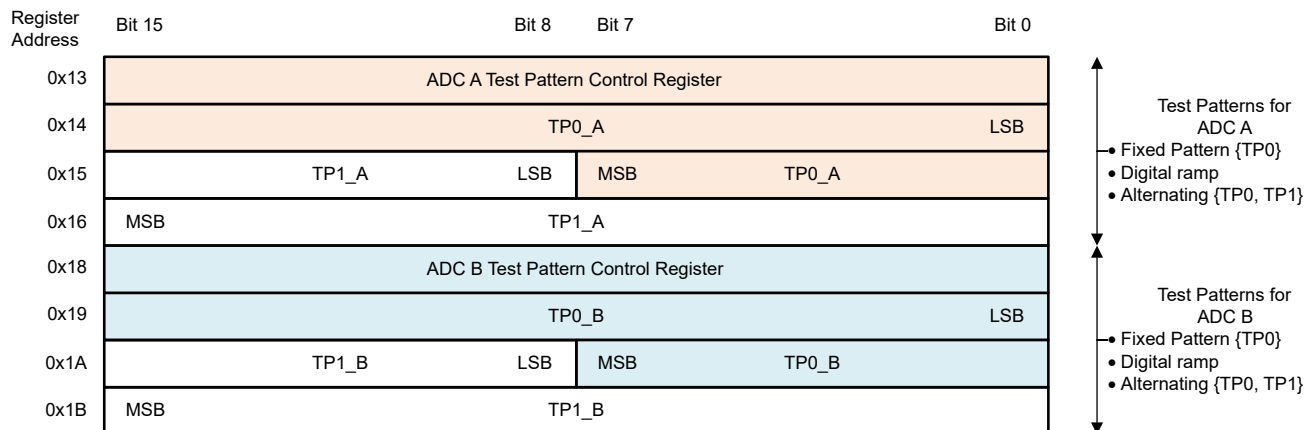 Register Address Bit 15 Bit 8 Bit 7 Bit 0
0x13 ADC A Test Pattern Control Register
0x14 TP0_A LSB
0x15 TP1_A LSB MSB TP0_A
0x16 MSB TP1_A
0x18 ADC B Test Pattern Control Register
0x19 TP0_B LSB
0x1A TP1_B LSB MSB TP0_B
0x1B MSB TP1_B
Test Patterns for
ADC A
• Fixed Pattern {TP0}
• Digital ramp
• Alternating {TP0, TP1}
Test Patterns for
ADC B
• Fixed Pattern {TP0}
• Digital ramp
• Alternating {TP0, TP1}